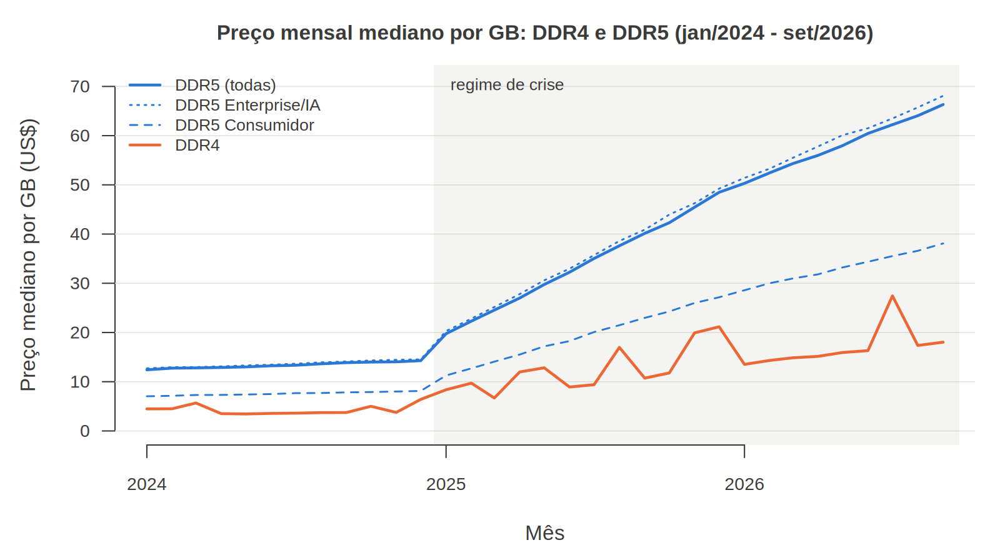 Preço mensal mediano por GB: DDR4 e DDR5 (jan/2024 - set/2026)
Preço mediano por GB (US$)
70
60
50
40
30
20
10
0
DDR5 (todas)
DDR5 Enterprise/IA
DDR5 Consumidor
DDR4
regime de crise
2024
2025
2026
Mês